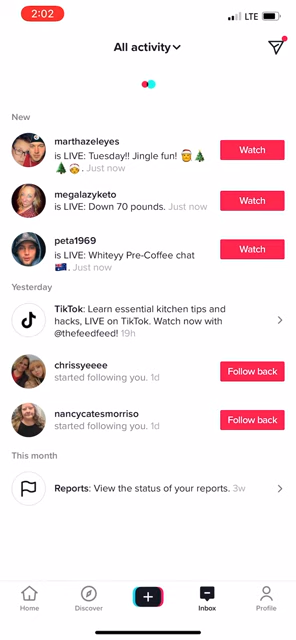 2:02
LTE
All activity
New
marthazeleyes
is LIVE: Tuesday!! Jingle fun! 🤶🌲
🌲🤶. Just now
Watch
megalazyketo
is LIVE: Down 70 pounds. Just now
Watch
peta1969
is LIVE: Whiteyy Pre-Coffee chat
🇦🇺. Just now
Watch
Yesterday
TikTok: Learn essential kitchen tips and
hacks, LIVE on TikTok. Watch now with
@thefeedfeed! 19h
chrissyeeee
started following you. 1d
Follow back
nancycatesmorriso
started following you. 1d
Follow back
This month
Reports: View the status of your reports. 3w
Home
Discover
Inbox
Profile